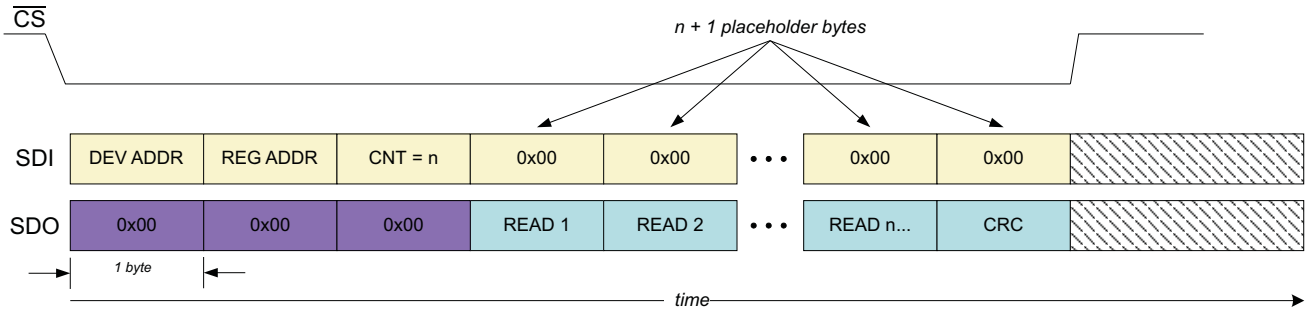 CS
n + 1 placeholder bytes
SDI DEV ADDR REG ADDR CNT = n 0x00 0x00 • • • 0x00 0x00
SDO 0x00 0x00 0x00 READ 1 READ 2 • • • READ n... CRC
1 byte
time